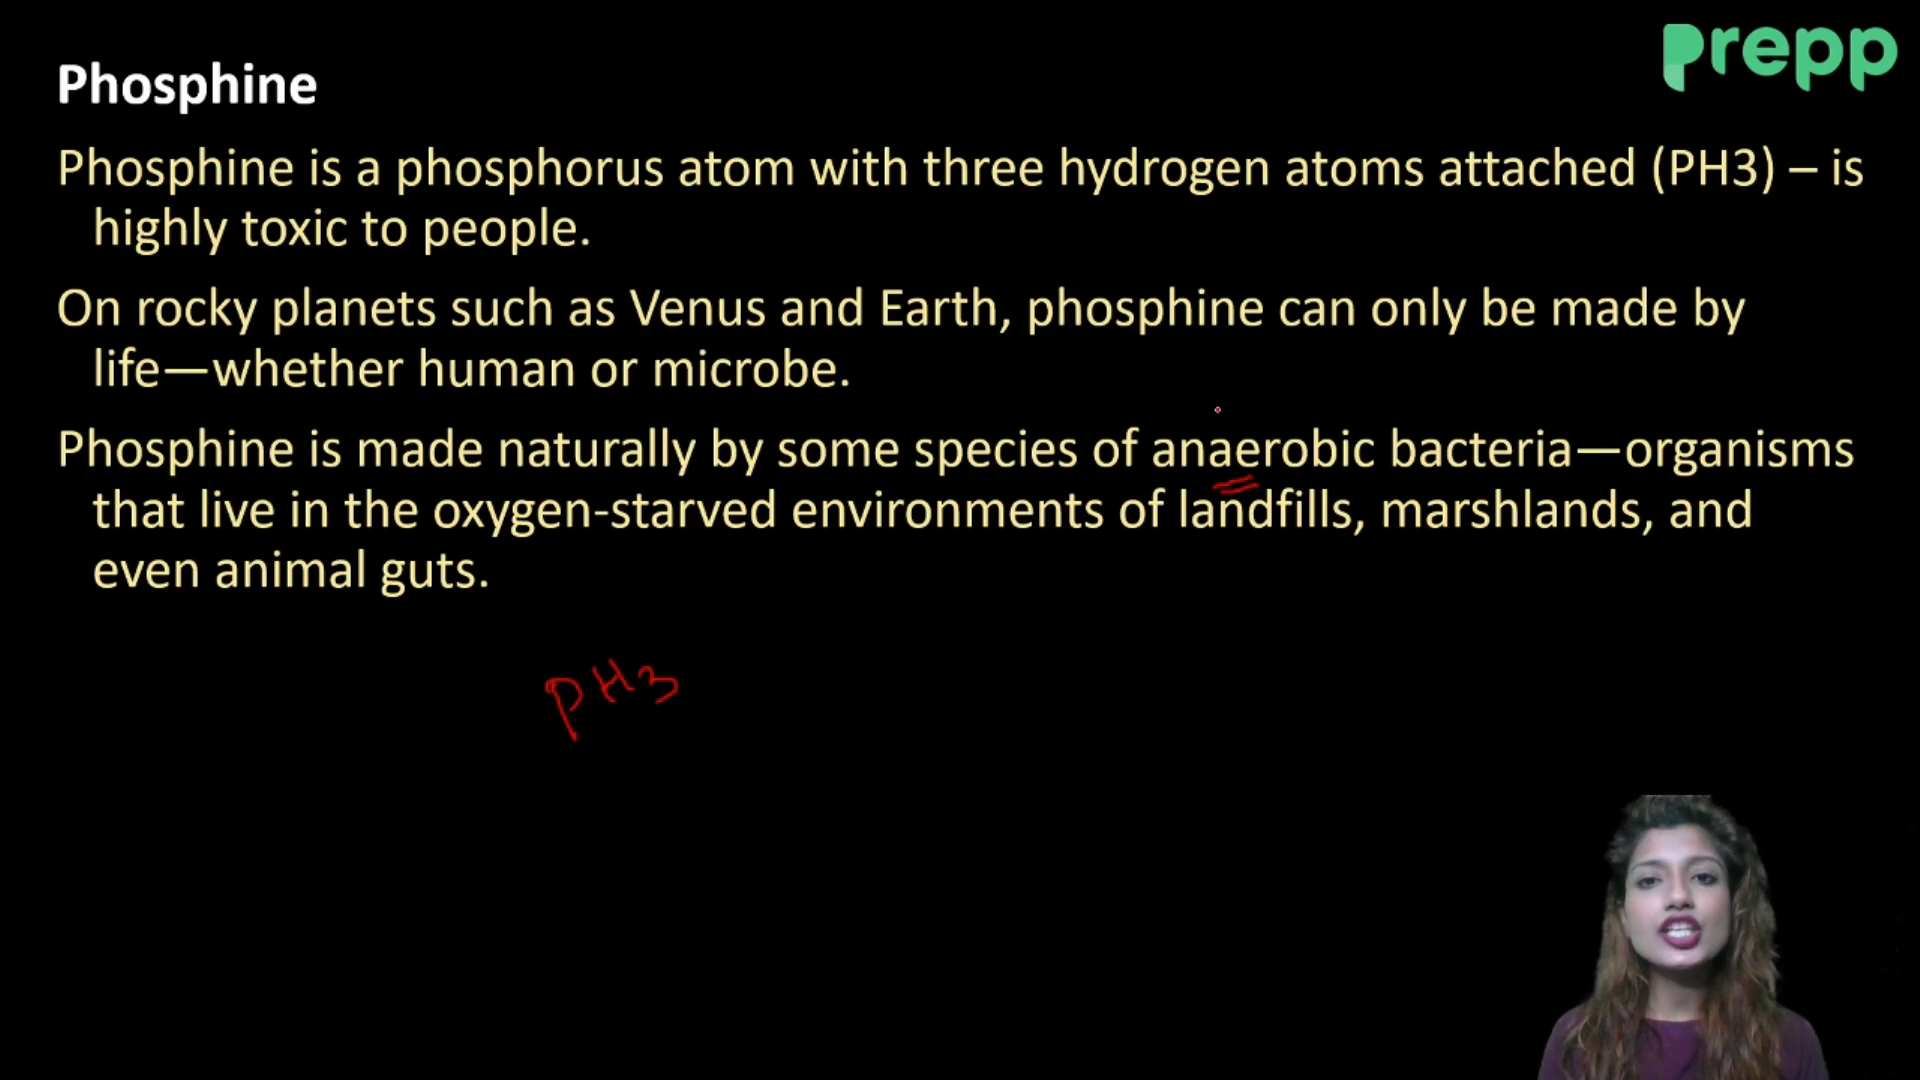 prepp
Phosphine
Phosphine is a phosphorus atom with three hydrogen atoms attached (PH3) – is
highly toxic to people.
On rocky planets such as Venus and Earth, phosphine can only be made by
life—whether human or microbe.
Phosphine is made naturally by some species of anaerobic bacteria—organisms
that live in the oxygen-starved environments of landfills, marshlands, and
even animal guts.
PH3